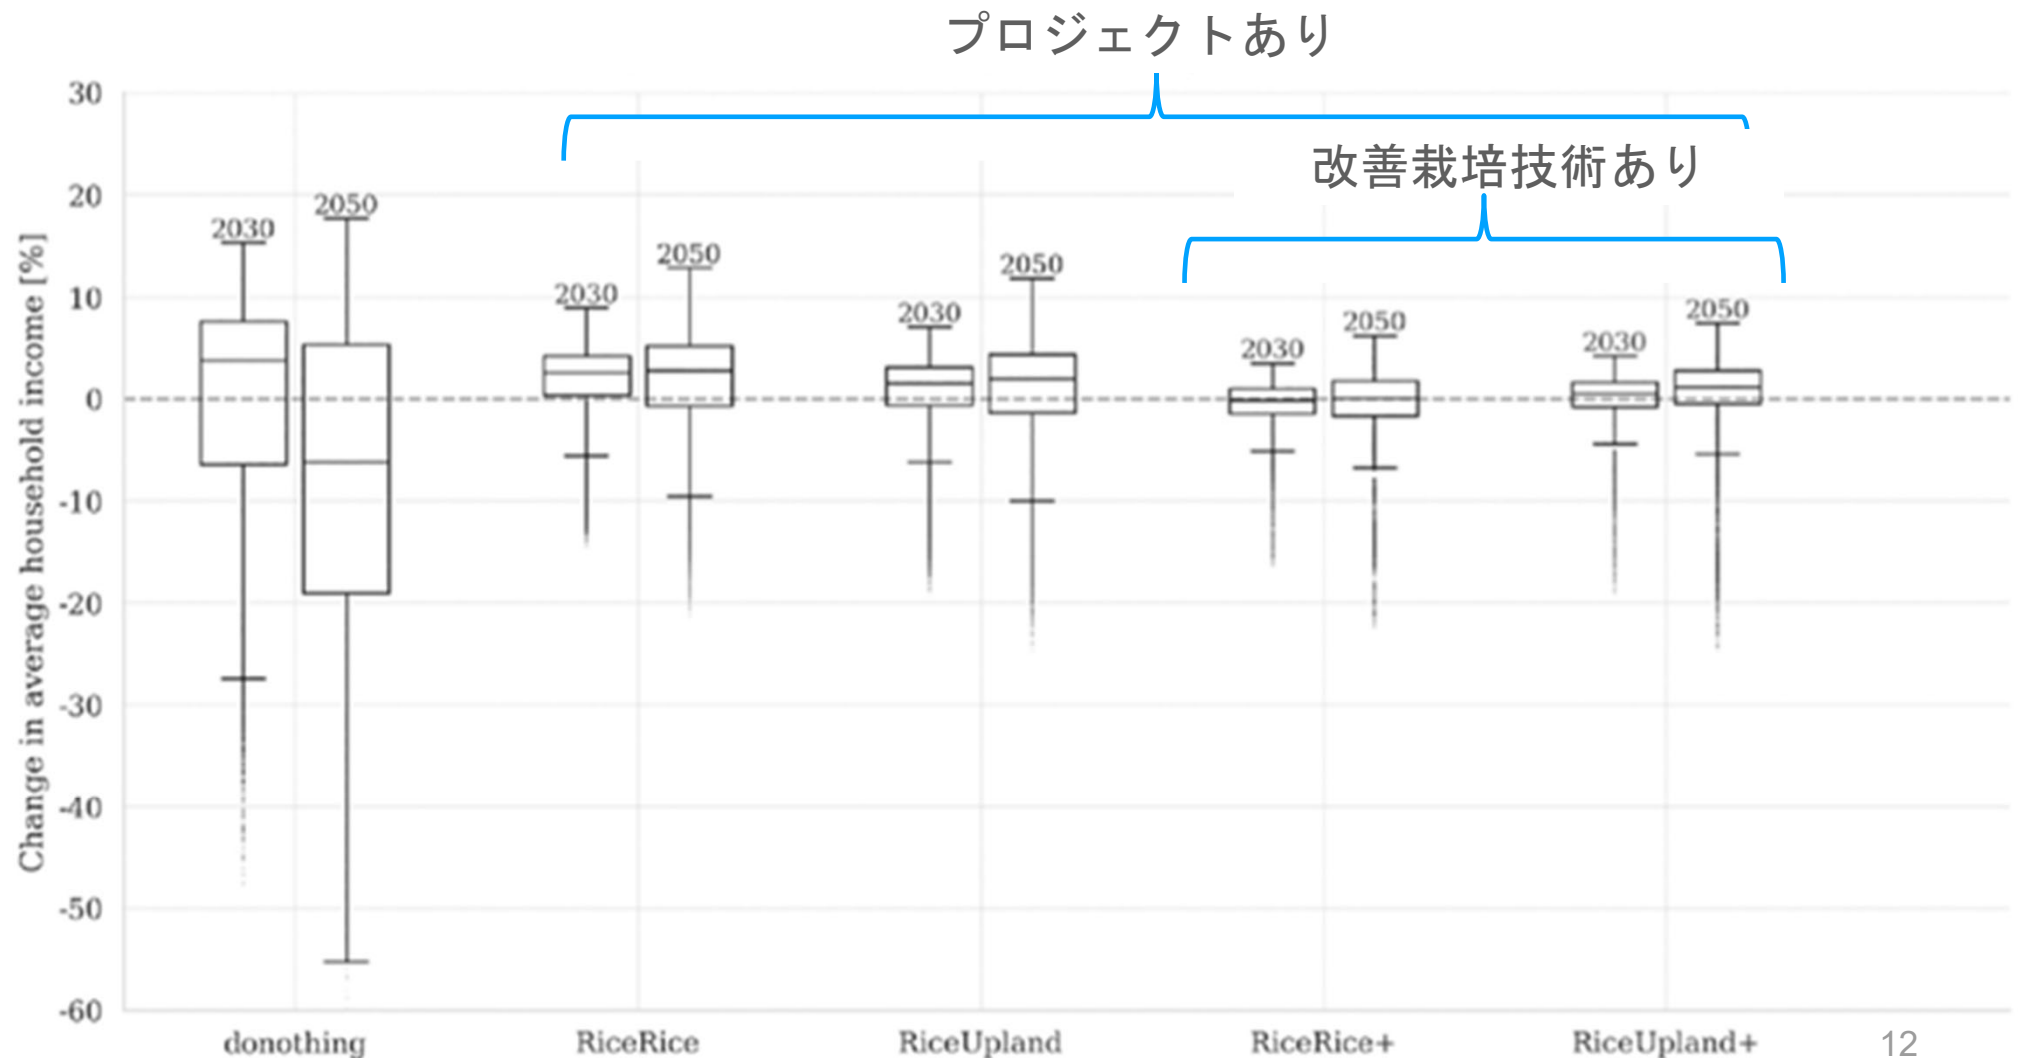 プロジェクトあり
改善栽培技術あり
Change in average household income [%]
30
20
10
0
-10
-20
-30
-40
-50
-60
2030
2050
2030
2050
2030
2050
2030
2050
2030
2050
donothing
RiceRice
RiceUpland
RiceRice+
RiceUpland+
12